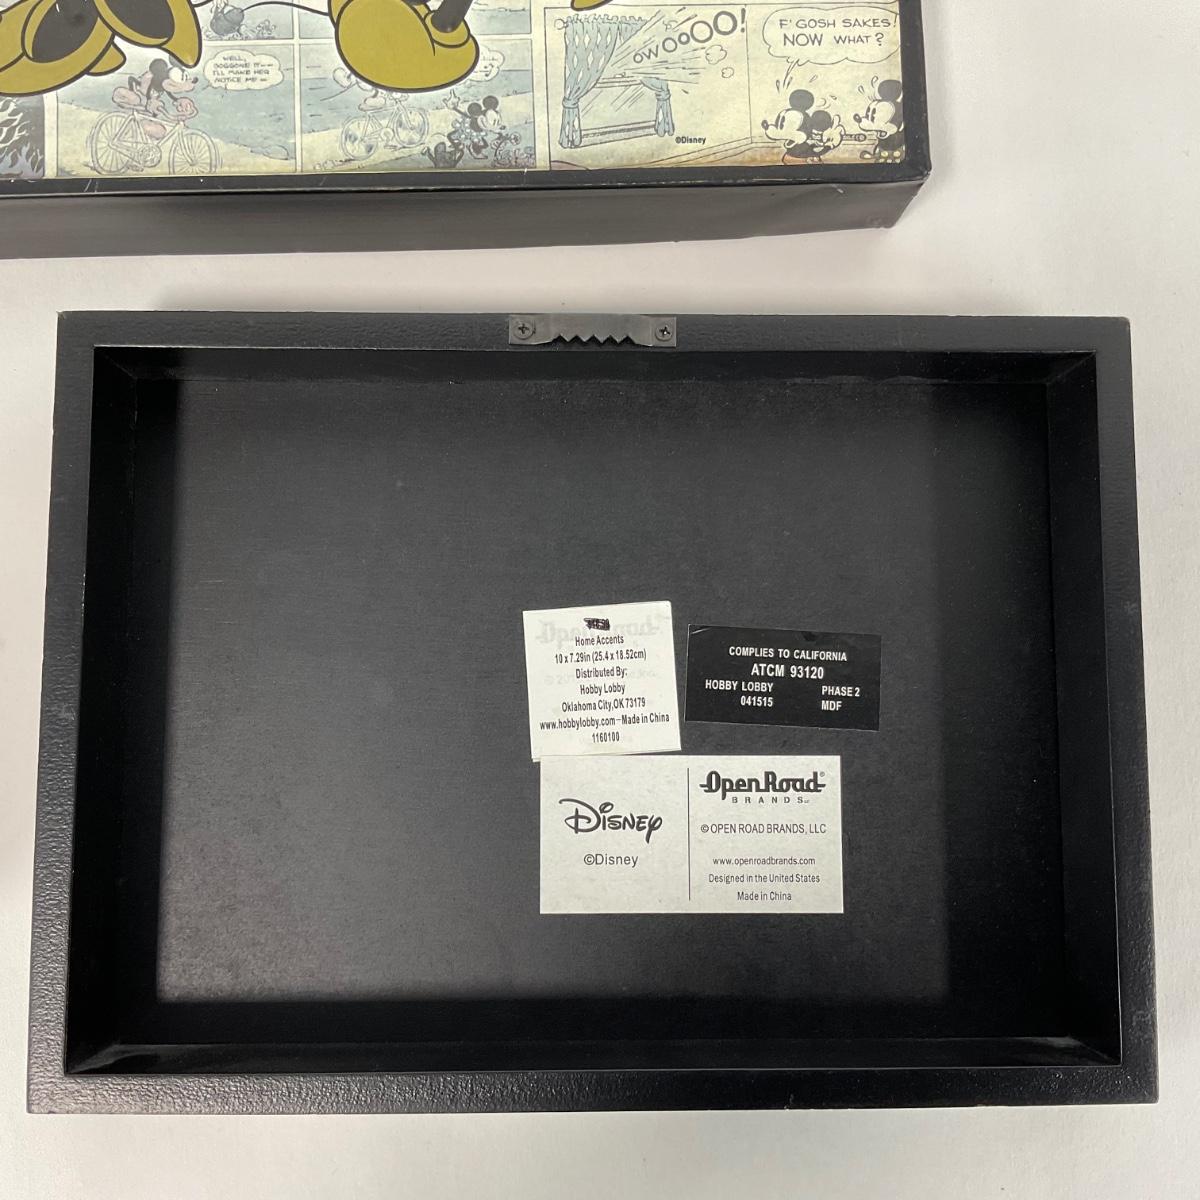 WELL,
DOGGONE IT--
I'LL MAKE HER
NOTICE ME-
OWOOOO!
©Disney
F'GOSH SAKES!
NOW WHAT?
Home Accents
10 x 7.29in (25.4 x 18.52cm)
Distributed By:
Hobby Lobby
Oklahoma City,OK 73179
www.hobbylobby.com-Made in China
1160100
COMPLIES TO CALIFORNIA
ATCM 93120
HOBBY LOBBY PHASE 2
041515 MDF
Disney
©Disney
Open Road®
BRANDS LLC
© OPEN ROAD BRANDS, LLC
www.openroadbrands.com
Designed in the United States
Made in China